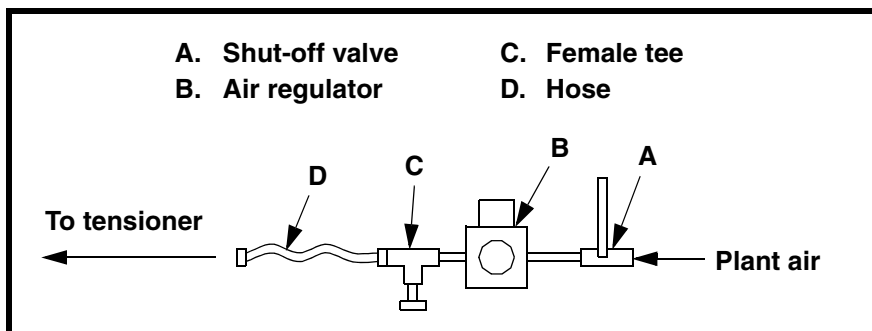 A. Shut-off valve
B. Air regulator
C. Female tee
D. Hose
A
B
C
D
To tensioner
Plant air